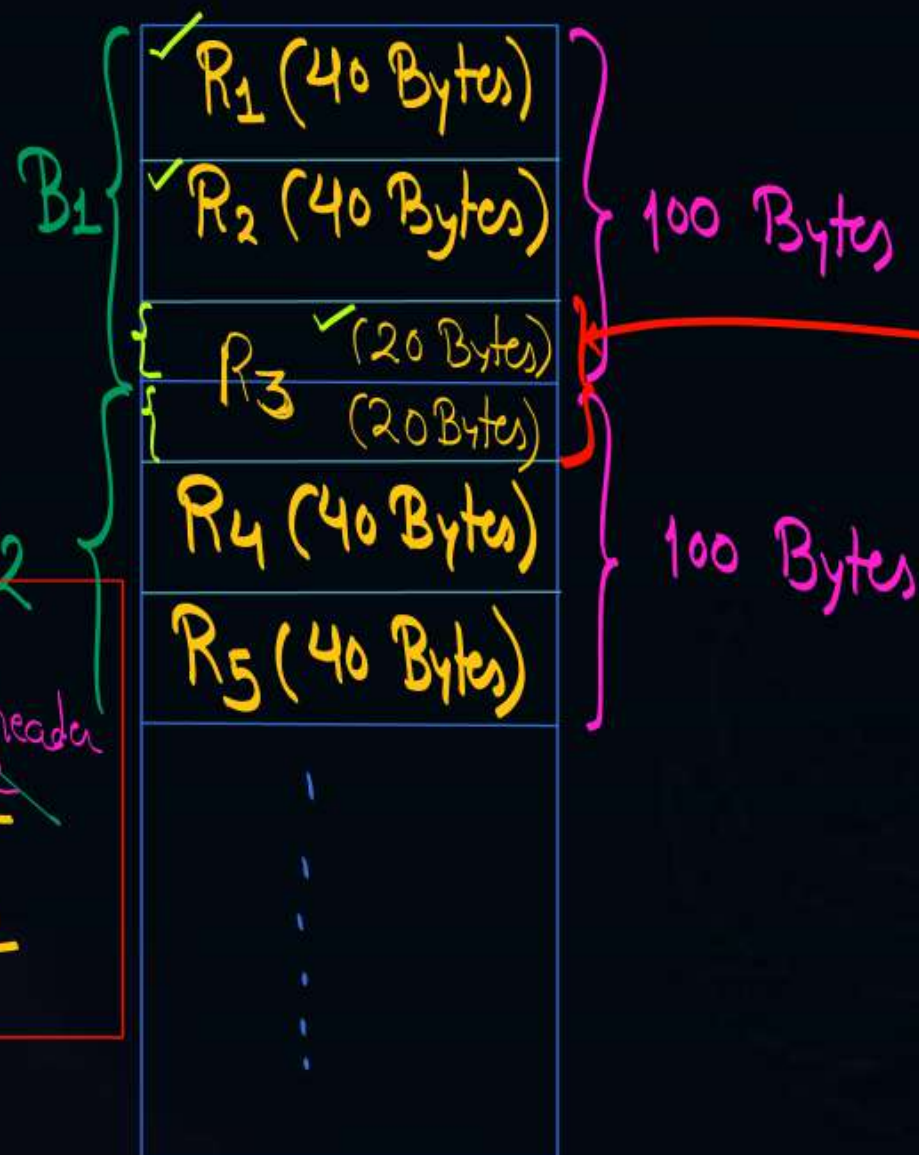 R1 (40 Bytes)
B1
R2 (40 Bytes)
100 Bytes
R3 (20 Bytes)
(20 Bytes)
R4 (40 Bytes)
2
100 Bytes
R5 (40 Bytes)